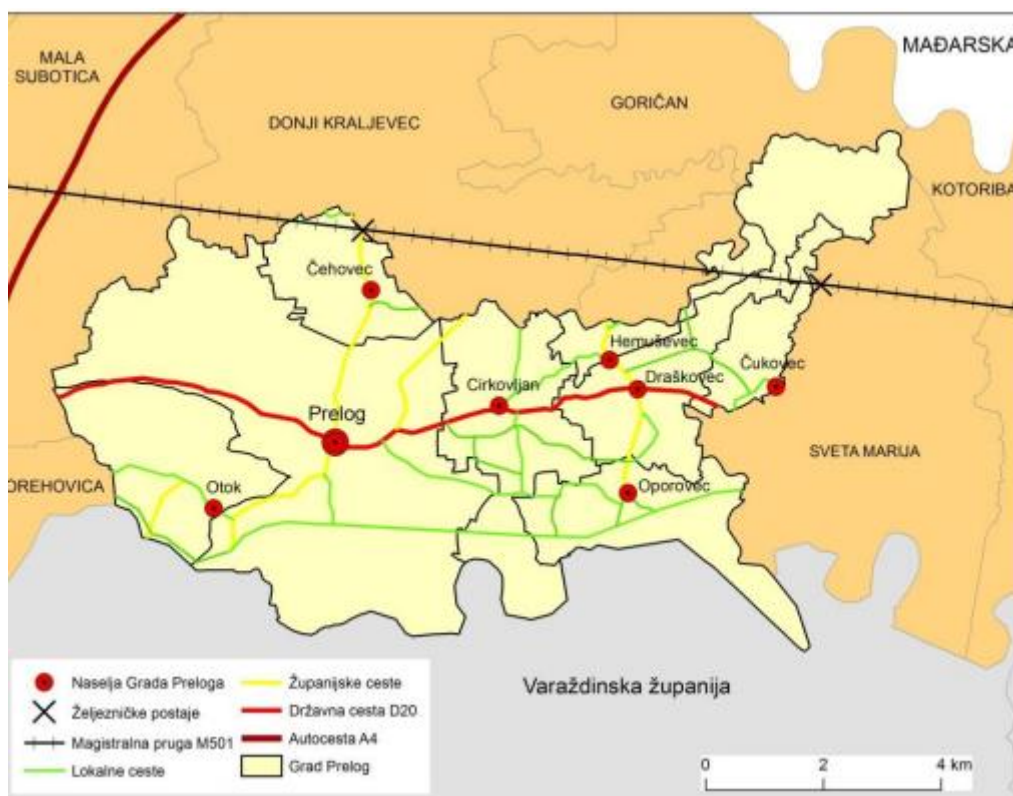 MAĐARSKA
MALA
SUBOTICA
GORIČAN
DONJI KRALJEVEC
KOTORIBA
Čehovec
Hemuševec
Čukovec
Draškovec
Cirkovljan
Prelog
SVETA MARIJA
OREHOVICA
Otok
Oporovec
Varaždinska županija
Naselja Grada Preloga
Željezničke postaje
Magistralna pruga M501
Lokalne ceste
Županijske ceste
Državna cesta D20
Autocesta A4
Grad Prelog
0 2 4 km